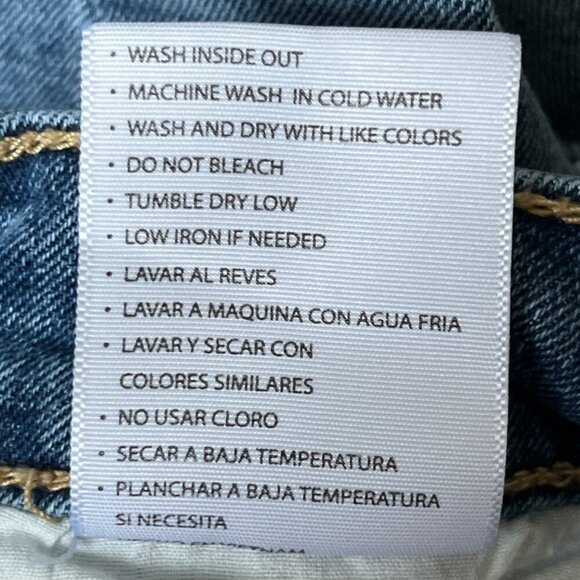 • WASH INSIDE OUT
• MACHINE WASH IN COLD WATER
• WASH AND DRY WITH LIKE COLORS
• DO NOT BLEACH
• TUMBLE DRY LOW
• LOW IRON IF NEEDED
• LAVAR AL REVES
• LAVAR A MAQUINA CON AGUA FRIA
• LAVAR Y SECAR CON
COLORES SIMILARES
• NO USAR CLORO
• SECAR A BAJA TEMPERATURA
• PLANCHAR A BAJA TEMPERATURA
SI NECESITA